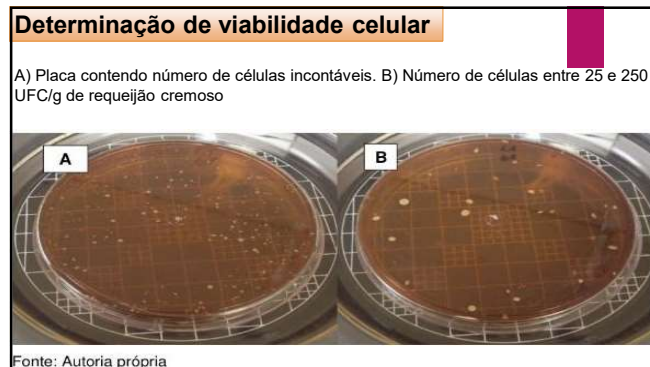 Determinação de viabilidade celular
A) Placa contendo número de células incontáveis. B) Número de células entre 25 e 250
UFC/g de requeijão cremoso
A
B
Fonte: Autoria própria